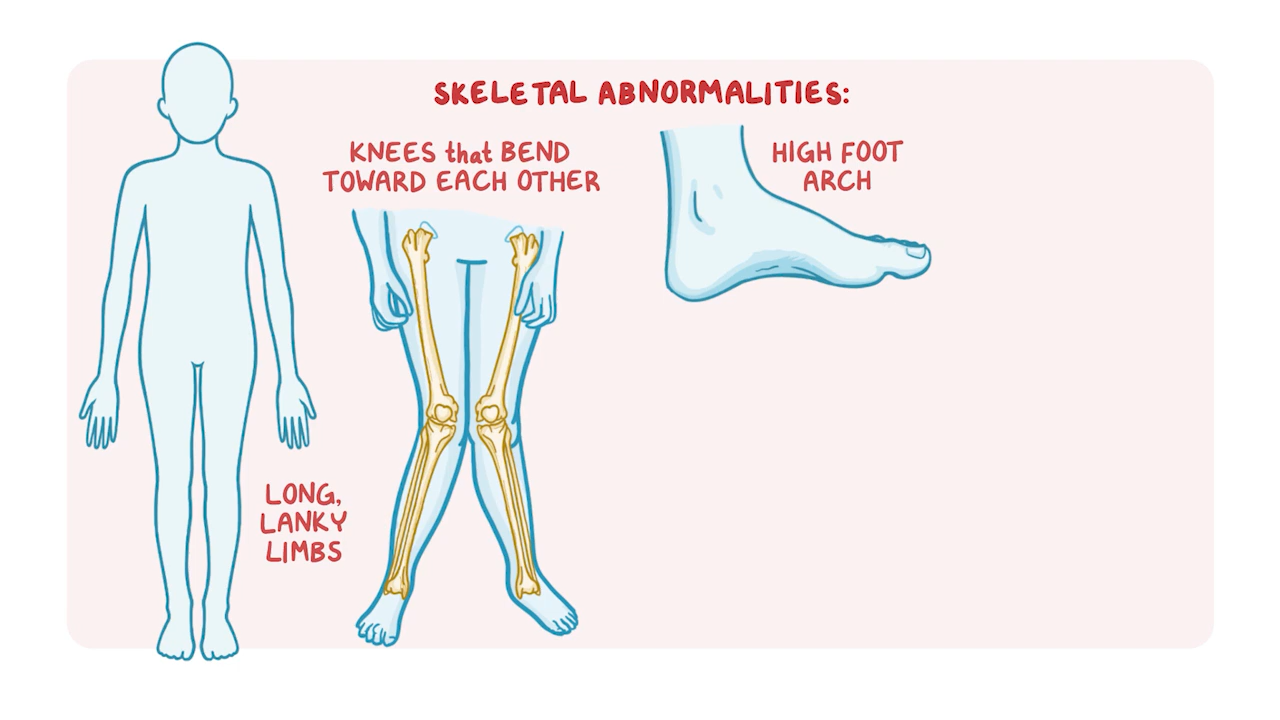 SKELETAL ABNORMALITIES:
KNEES that BEND
TOWARD EACH OTHER
HIGH FOOT
ARCH
LONG,
LANKY
LIMBS